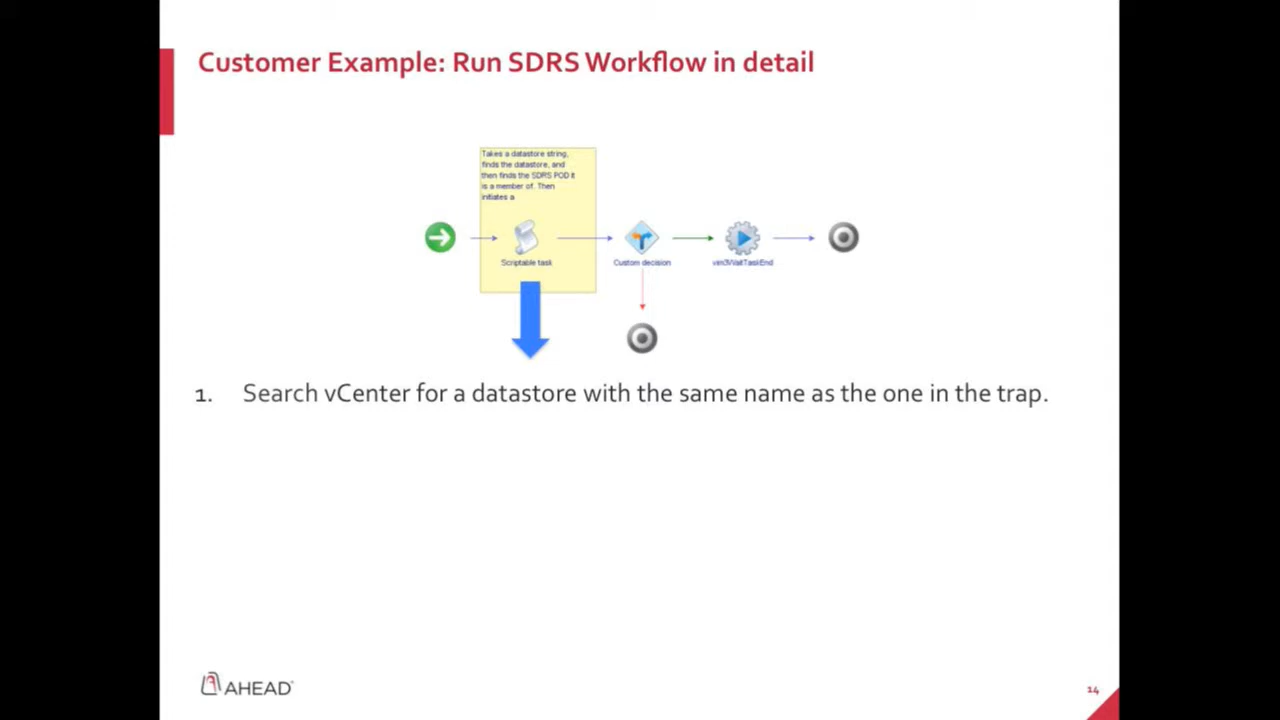 Customer Example: Run SDRS Workflow in detail
Takes a datastore string,
finds the datastore, and
then finds the SDRS POD it
is a member of. Then
initiates a
Scriptable task
Custom decision
vim3WaitTaskEnd
1. Search vCenter for a datastore with the same name as the one in the trap.
AHEAD
14